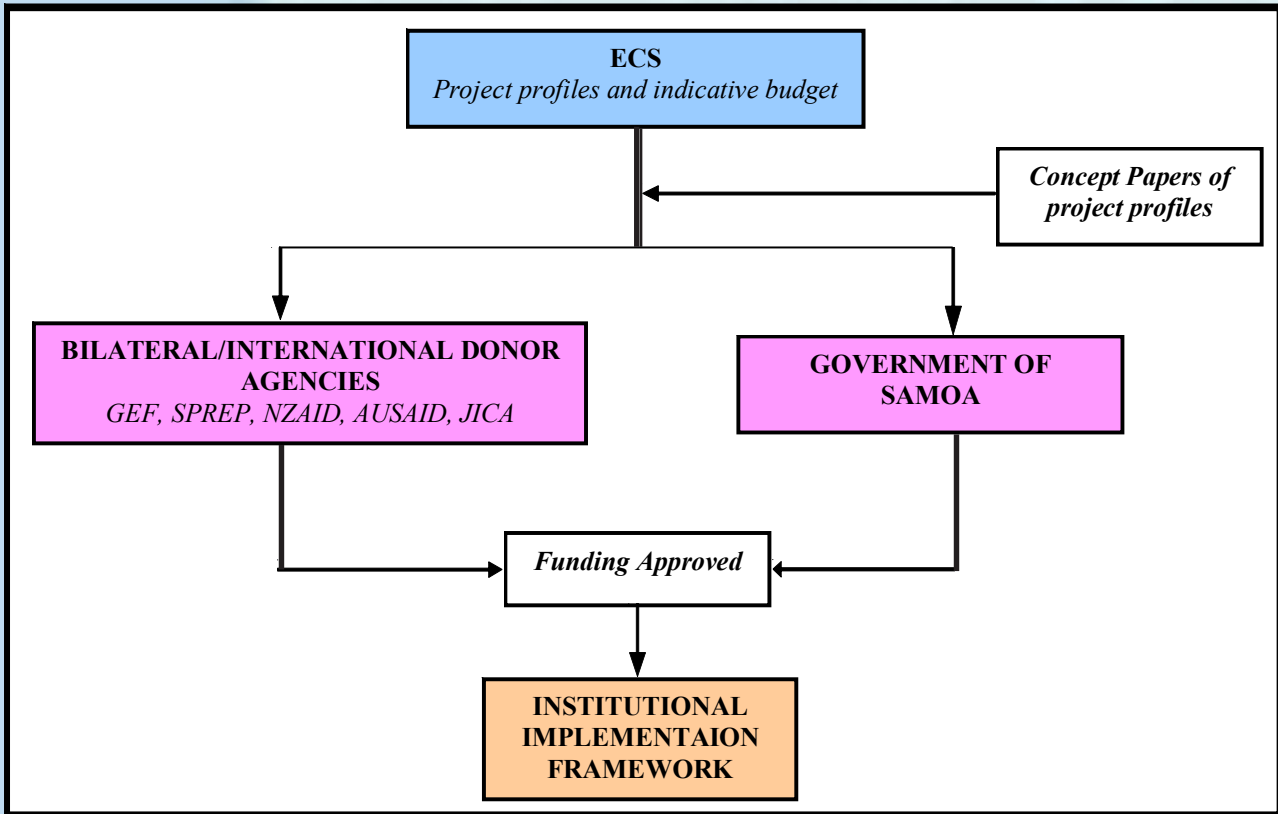 ECS
Project profiles and indicative budget
Concept Papers of
project profiles
BILATERAL/INTERNATIONAL DONOR
AGENCIES
GEF, SPREP, NZAID, AUSAID, JICA
GOVERNMENT OF
SAMOA
Funding Approved
INSTITUTIONAL
IMPLEMENTAION
FRAMEWORK